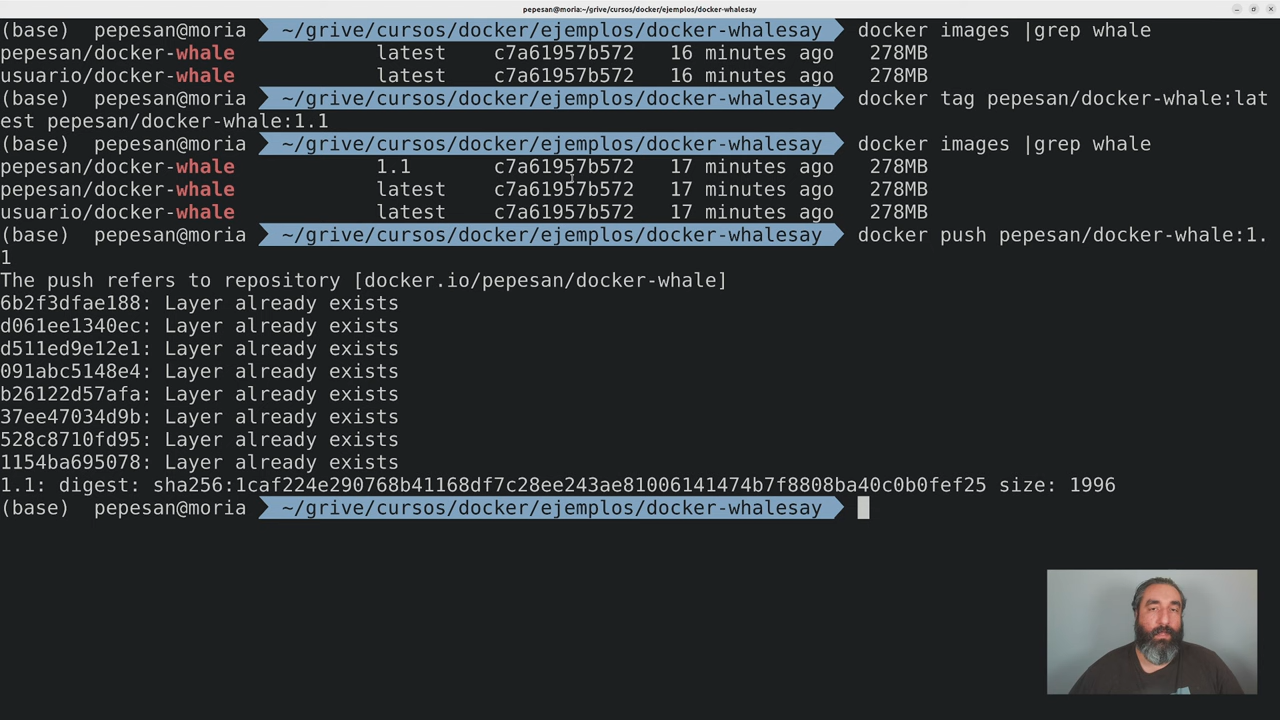 pepesan@moria:~/grive/cursos/docker/ejemplos/docker-whalesay
(base) pepesan@moria ~/grive/cursos/docker/ejemplos/docker-whalesay docker images |grep whale
pepesan/docker-whale latest c7a61957b572 16 minutes ago 278MB
usuario/docker-whale latest c7a61957b572 16 minutes ago 278MB
(base) pepesan@moria ~/grive/cursos/docker/ejemplos/docker-whalesay docker tag pepesan/docker-whale:lat
est pepesan/docker-whale:1.1
(base) pepesan@moria ~/grive/cursos/docker/ejemplos/docker-whalesay docker images |grep whale
pepesan/docker-whale 1.1 c7a61957b572 17 minutes ago 278MB
pepesan/docker-whale latest c7a61957b572 17 minutes ago 278MB
usuario/docker-whale latest c7a61957b572 17 minutes ago 278MB
(base) pepesan@moria ~/grive/cursos/docker/ejemplos/docker-whalesay docker push pepesan/docker-whale:1.
1
The push refers to repository [docker.io/pepesan/docker-whale]
6b2f3dfae188: Layer already exists
d061ee1340ec: Layer already exists
d511ed9e12e1: Layer already exists
091abc5148e4: Layer already exists
b26122d57afa: Layer already exists
37ee47034d9b: Layer already exists
528c8710fd95: Layer already exists
1154ba695078: Layer already exists
1.1: digest: sha256:1caf224e290768b41168df7c28ee243ae81006141474b7f8808ba40c0b0fef25 size: 1996
(base) pepesan@moria ~/grive/cursos/docker/ejemplos/docker-whalesay